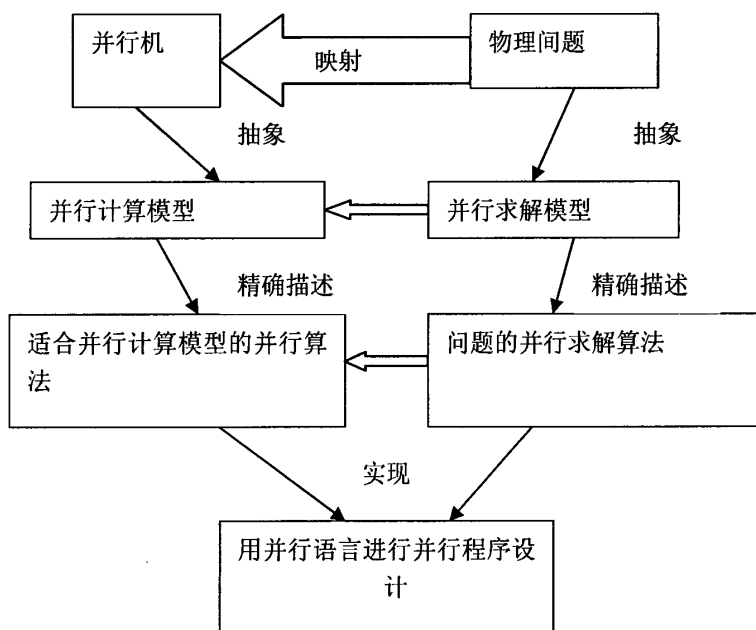 并行机
映射
物理间题
抽象
抽象
并行计算模型
并行求解模型
精确描述
精确描述
适合并行计算模型的并行算
法
问题的并行求解算法
实现
用并行语言进行并行程序设
计